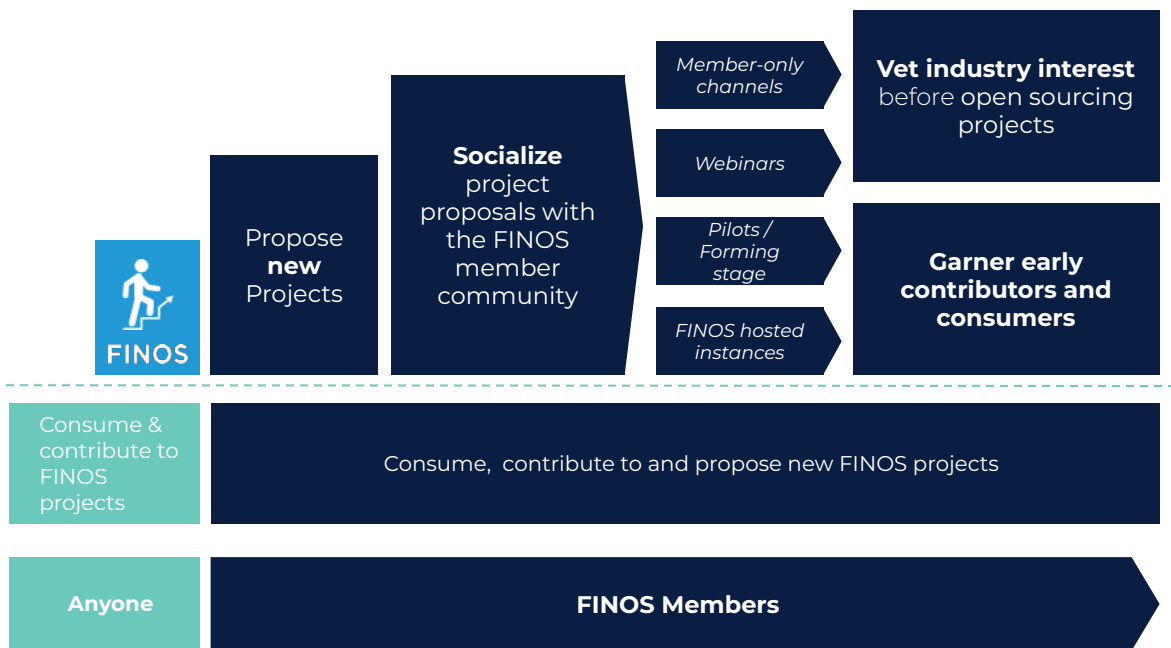 FINOS
Propose
new
Projects
Socialize
project
proposals with
the FINOS
member
community
Member-only
channels
Webinars
Pilots /
Forming
stage
FINOS hosted
instances
Vet industry interest
before open sourcing
projects
Garner early
contributors and
consumers
Consume &
contribute to
FINOS
projects
Consume, contribute to and propose new FINOS projects
Anyone
FINOS Members